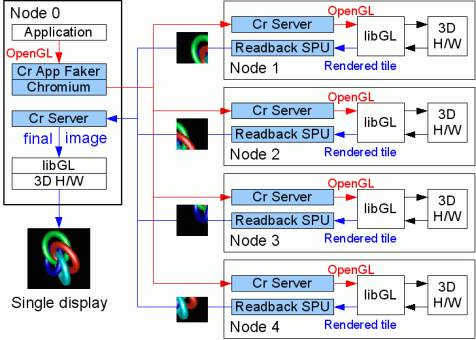 Node 0
Application
OpenGL
Cr App Faker
Chromium
Cr Server
final image
libGL
3D H/W
Single display
Cr Server
OpenGL
libGL
3D
H/W
Readback SPU
Node 1
Rendered tile
Cr Server
OpenGL
libGL
3D
H/W
Readback SPU
Node 2
Rendered tile
Cr Server
OpenGL
libGL
3D
H/W
Readback SPU
Node 3
Rendered tile
Cr Server
OpenGL
libGL
3D
H/W
Readback SPU
Node 4
Rendered tile